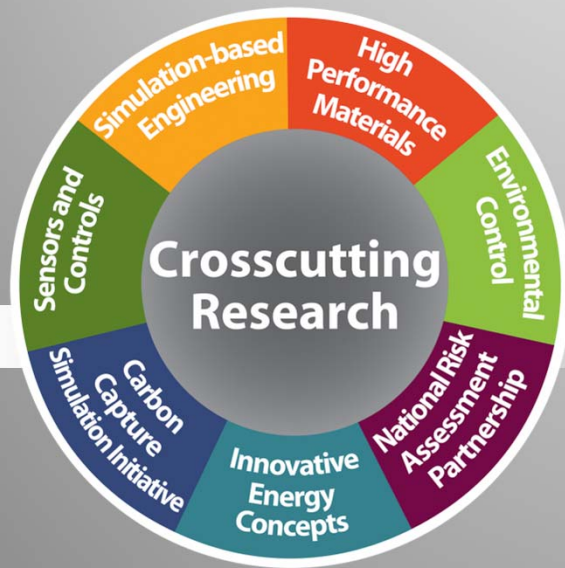 Simulation-based
Engineering
High
Performance
Materials
Environmental
Control
National Risk
Assessment
Partnership
Innovative
Energy
Concepts
Carbon
Capture
Simulation Initiative
Sensors and
Controls
Crosscutting
Research